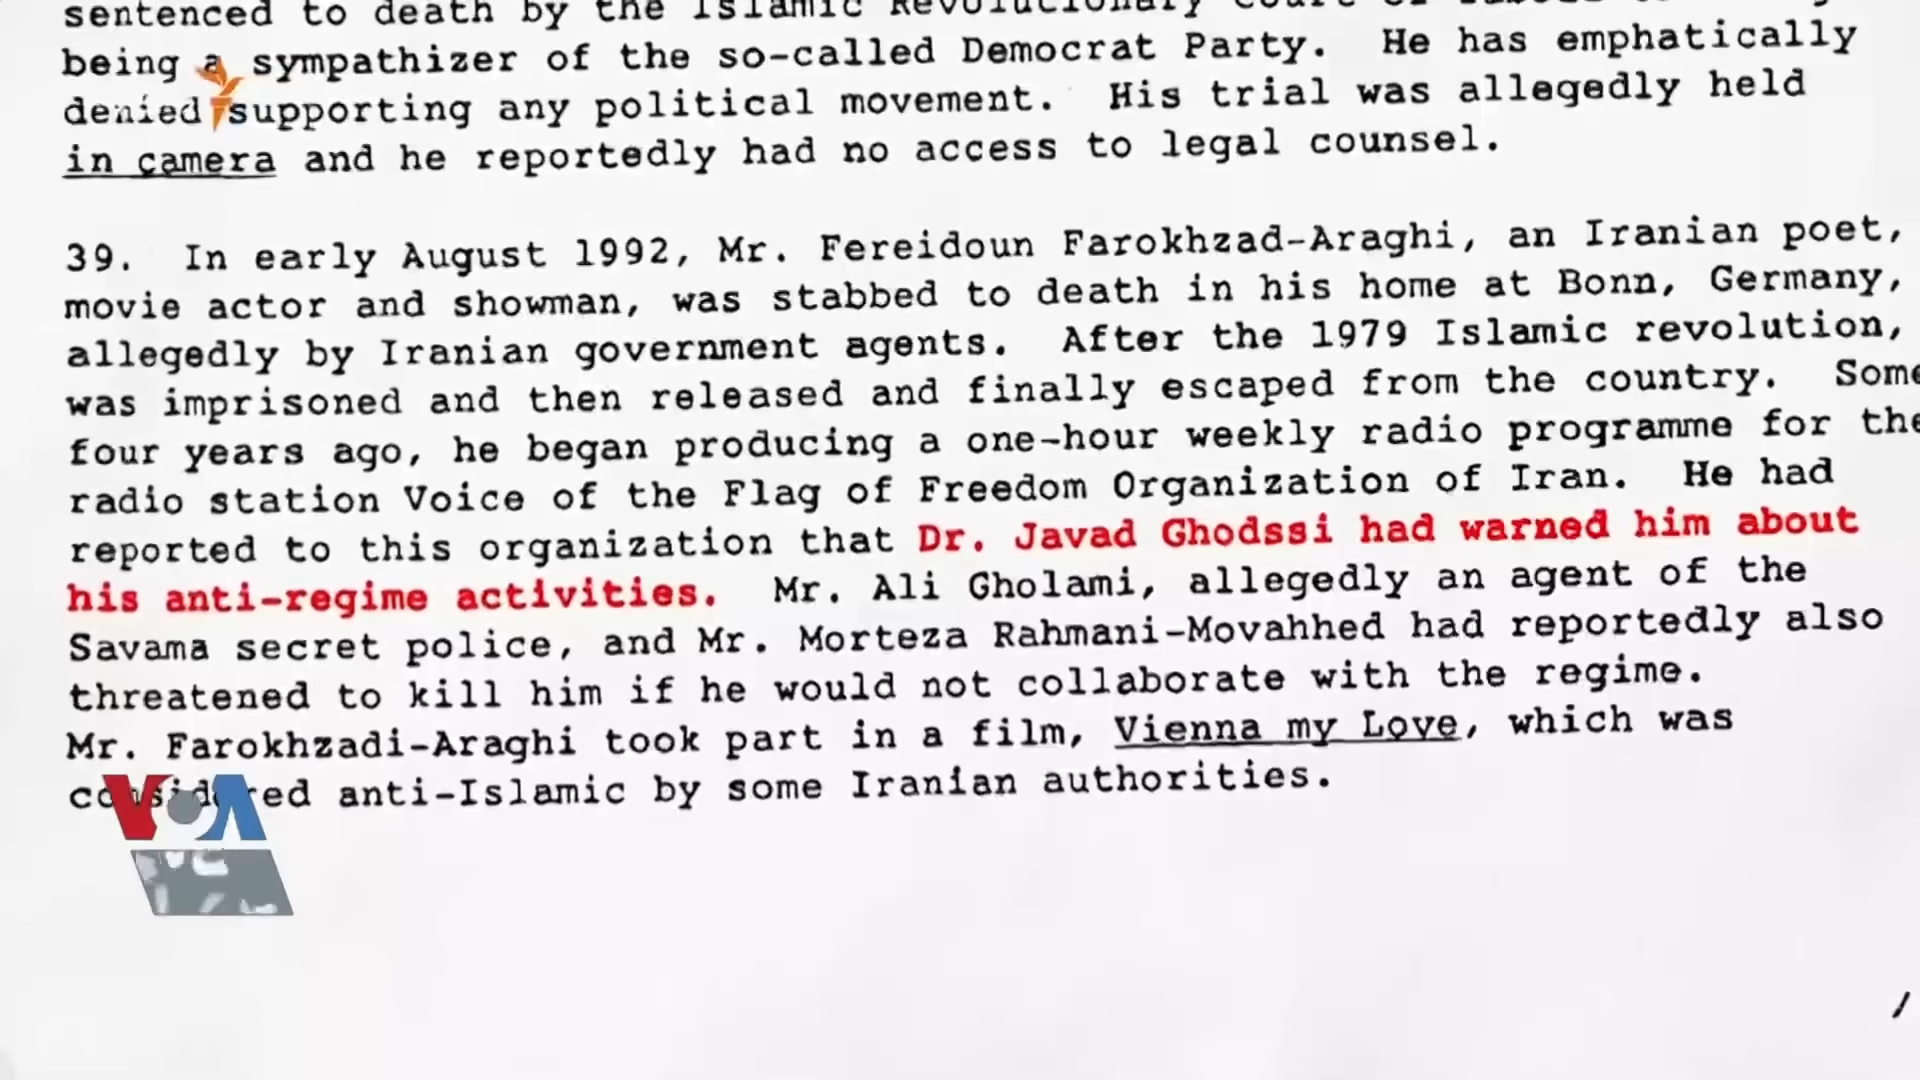 sentenced to death by the Islamic Revolutionary
being a sympathizer of the so-called Democrat Party. He has emphatically
denied supporting any political movement. His trial was allegedly held
in camera and he reportedly had no access to legal counsel.
39. In early August 1992, Mr. Fereidoun Farokhzad-Araghi, an Iranian poet,
movie actor and showman, was stabbed to death in his home at Bonn, Germany,
allegedly by Iranian government agents. After the 1979 Islamic revolution,
was imprisoned and then released and finally escaped from the country. Some
four years ago, he began producing a one-hour weekly radio programme for the
radio station Voice of the Flag of Freedom Organization of Iran. He had
reported to this organization that Dr. Javad Ghodssi had warned him about
his anti-regime activities. Mr. Ali Gholami, allegedly an agent of the
Savama secret police, and Mr. Morteza Rahmani-Movahhed had reportedly also
threatened to kill him if he would not collaborate with the regime.
Mr. Farokhzadi-Araghi took part in a film, Vienna my Love, which was
considered anti-Islamic by some Iranian authorities.
VOA